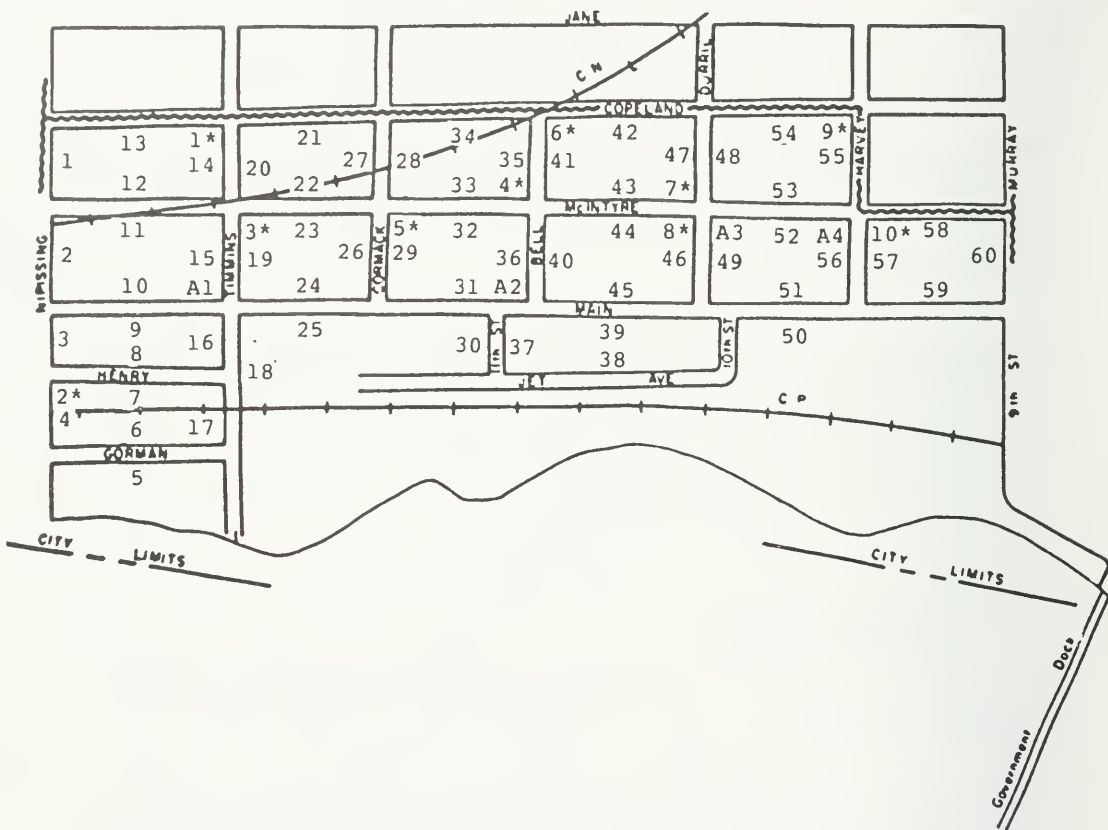 JANE
DURRIL
C N
COPELAND
13 1* 21 34 6* 42 54 9*
1 14 20 27 28 35 41 47 48 55
12 22 33 4* 43 7* 53
HARVEY
MURRAY
McINTYRE
11 3* 23 5* 32 44 8* A3 52 A4 10* 58
2 15 19 26 29 36 40 46 49 56 57 60
10 A1 24 31 A2 45 51 59
NIPISSING
TIMMINS
CORMACK
BELL
MAIN
9 25 39 50
3 16 30 37
8 38
11th ST
10th ST
9th ST
HENRY
18
JET AVE
2* 7
4 6 17
C P
GORMAN
5
CITY LIMITS
CITY LIMITS
Government Dock